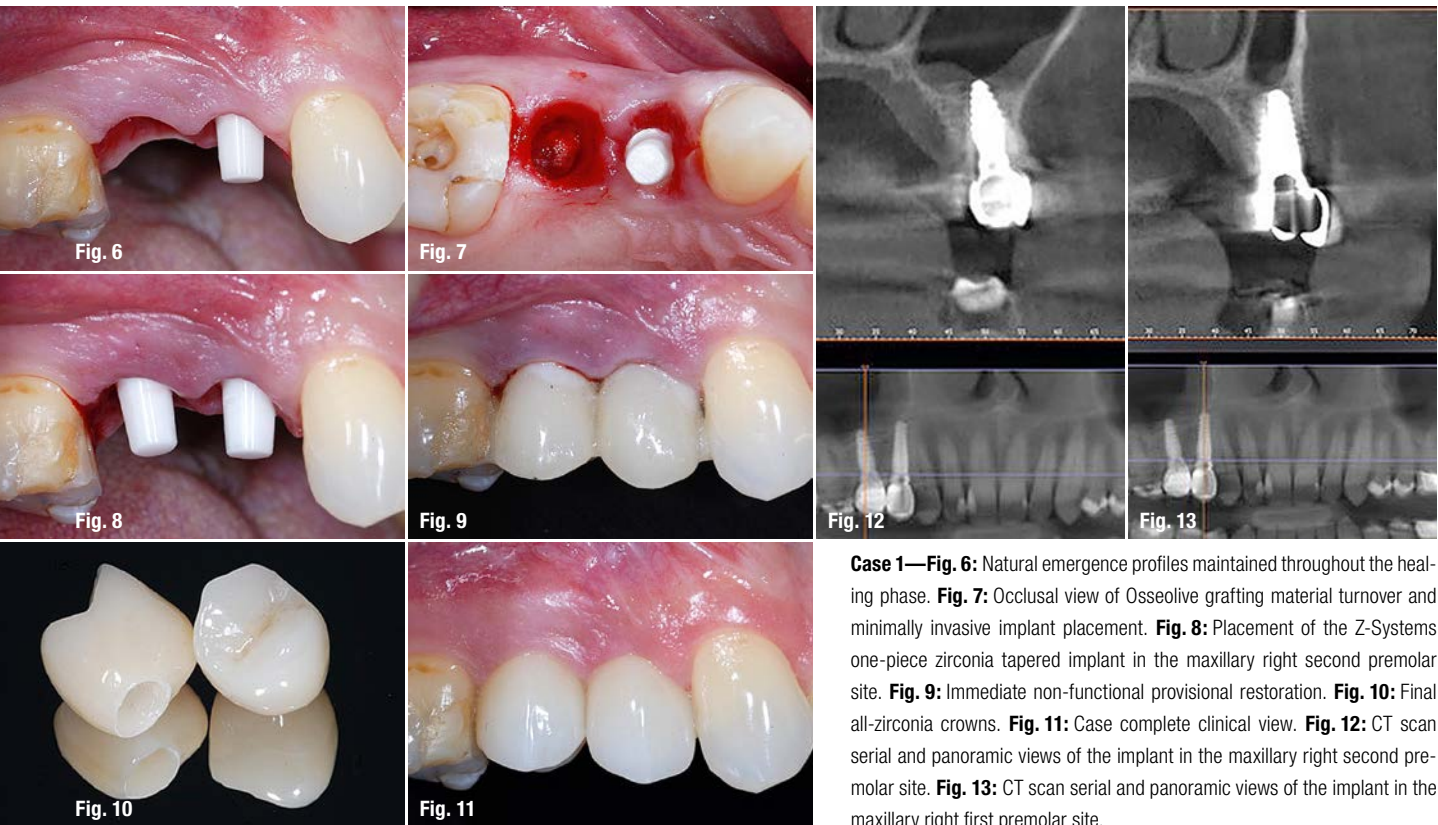 Fig. 6
Fig. 7
Fig. 8
Fig. 9
Fig. 12
Fig. 13
Fig. 10
Fig. 11
Case 1—Fig. 6: Natural emergence profiles maintained throughout the heal-
ing phase. Fig. 7: Occlusal view of Osseolive grafting material turnover and
minimally invasive implant placement. Fig. 8: Placement of the Z-Systems
one-piece zirconia tapered implant in the maxillary right second premolar
site. Fig. 9: Immediate non-functional provisional restoration. Fig. 10: Final
all-zirconia crowns. Fig. 11: Case complete clinical view. Fig. 12: CT scan
serial and panoramic views of the implant in the maxillary right second pre-
molar site. Fig. 13: CT scan serial and panoramic views of the implant in the
maxillary right first premolar site.